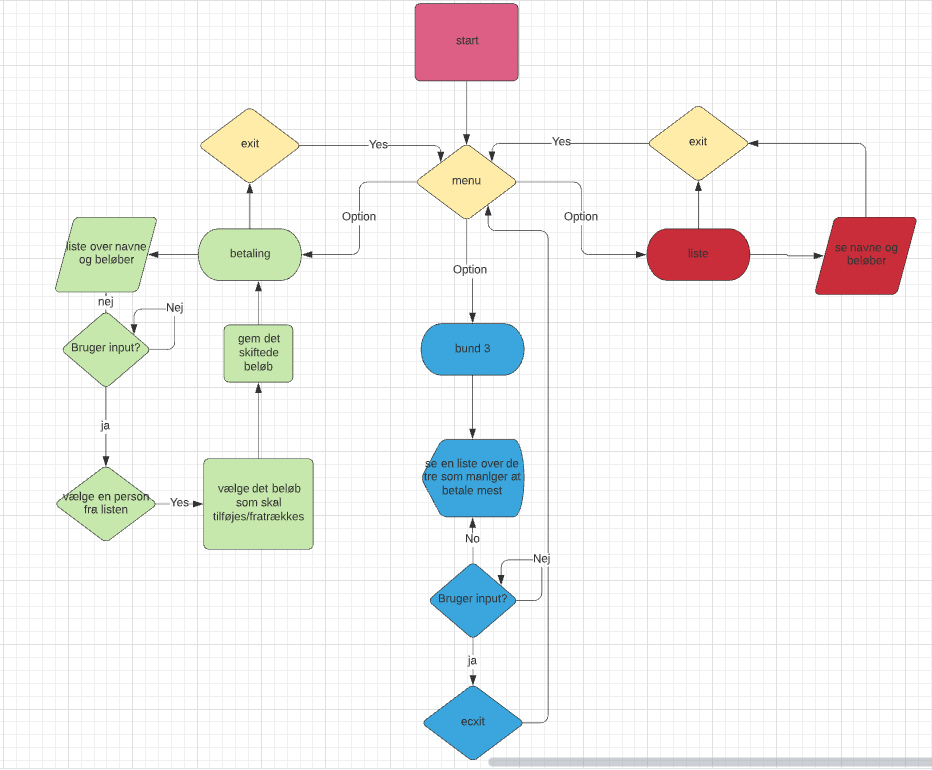 start
exit
Yes
menu
Yes
exit
Option
Option
liste over navne
og beløber
betaling
Option
liste
se navne og
beløber
nej
Nej
Bruger input?
gem det
skiftede
beløb
bund 3
ja
vælge en person
fra listen
Yes
vælge det beløb
som skal
tilføjes/fratrækkes
se en liste over de
tre som manlger at
betale mest
No
Nej
Bruger input?
ja
ecxit